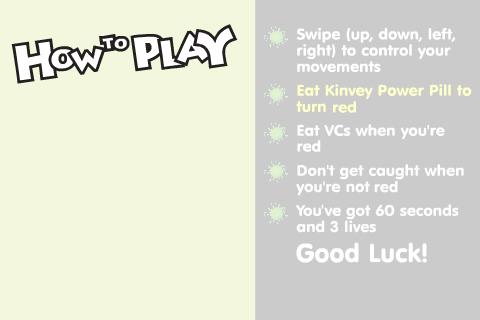 How to Play
Swipe (up, down, left,
right) to control your
movements
Eat Kinvey Power Pill to
turn red
Eat VCs when you're
red
Don't get caught when
you're not red
You've got 60 seconds
and 3 lives
Good Luck!